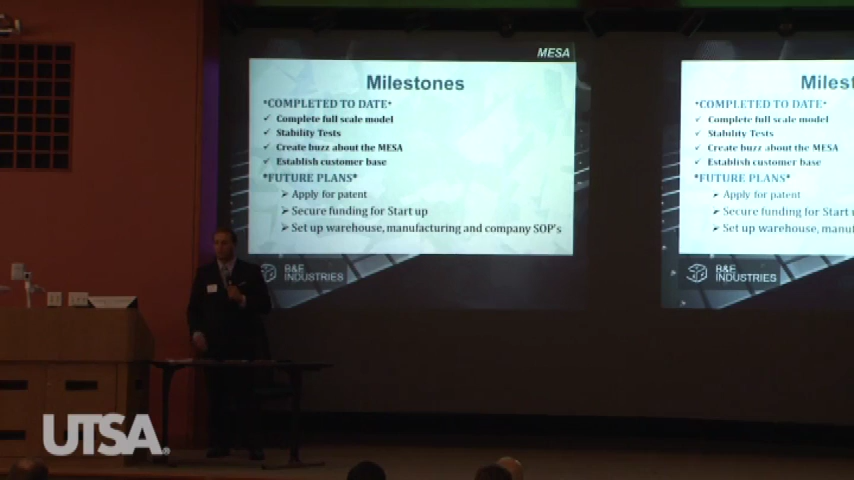 MESA
Milestones
*COMPLETED TO DATE*
✓ Complete full scale model
✓ Stability Tests
✓ Create buzz about the MESA
✓ Establish customer base
*FUTURE PLANS*
➢ Apply for patent
➢ Secure funding for Start up
➢ Set up warehouse, manufacturing and company SOP's
B&E
INDUSTRIES
Milest
*COMPLETED TO DATE*
✓ Complete full scale model
✓ Stability Tests
✓ Create buzz about the MESA
✓ Establish customer base
*FUTURE PLANS*
➢ Apply for patent
➢ Secure funding for Start u
➢ Set up warehouse, manuf
B&E
INDUSTRIES
UTSA®